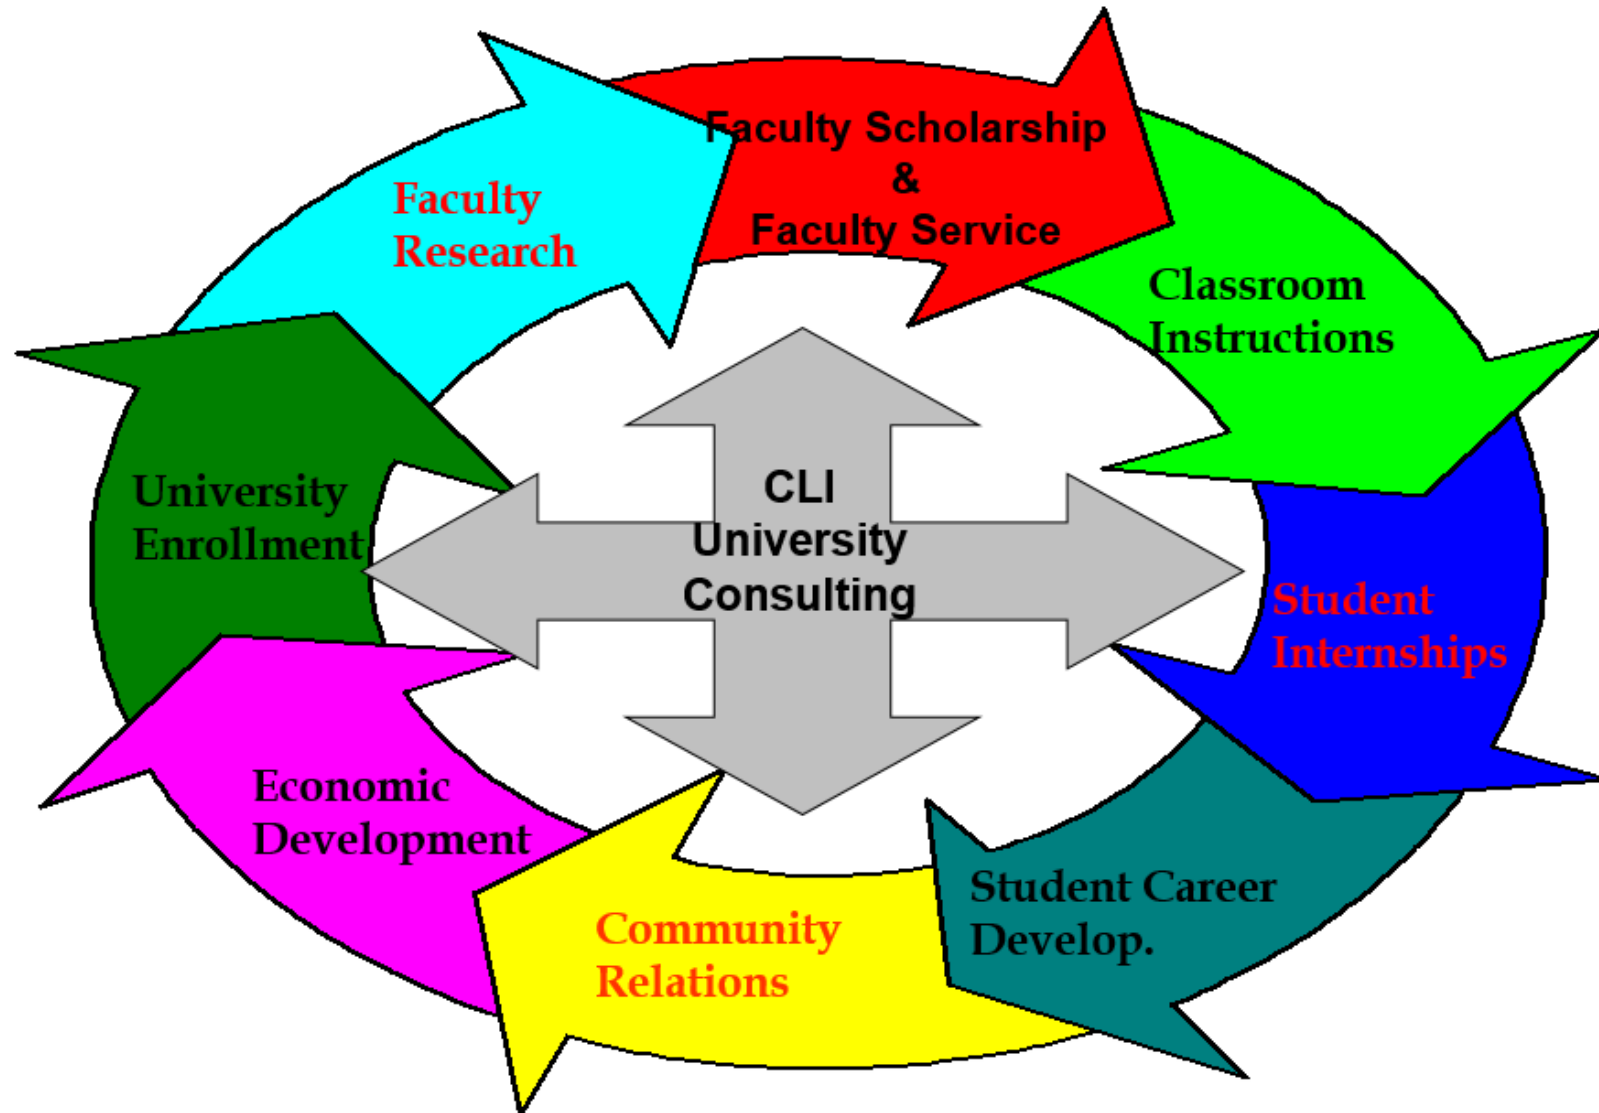 Faculty Scholarship
&
Faculty Service
Faculty
Research
Classroom
Instructions
University
Enrollment
CLI
University
Consulting
Student
Internships
Economic
Development
Student Career
Develop.
Community
Relations